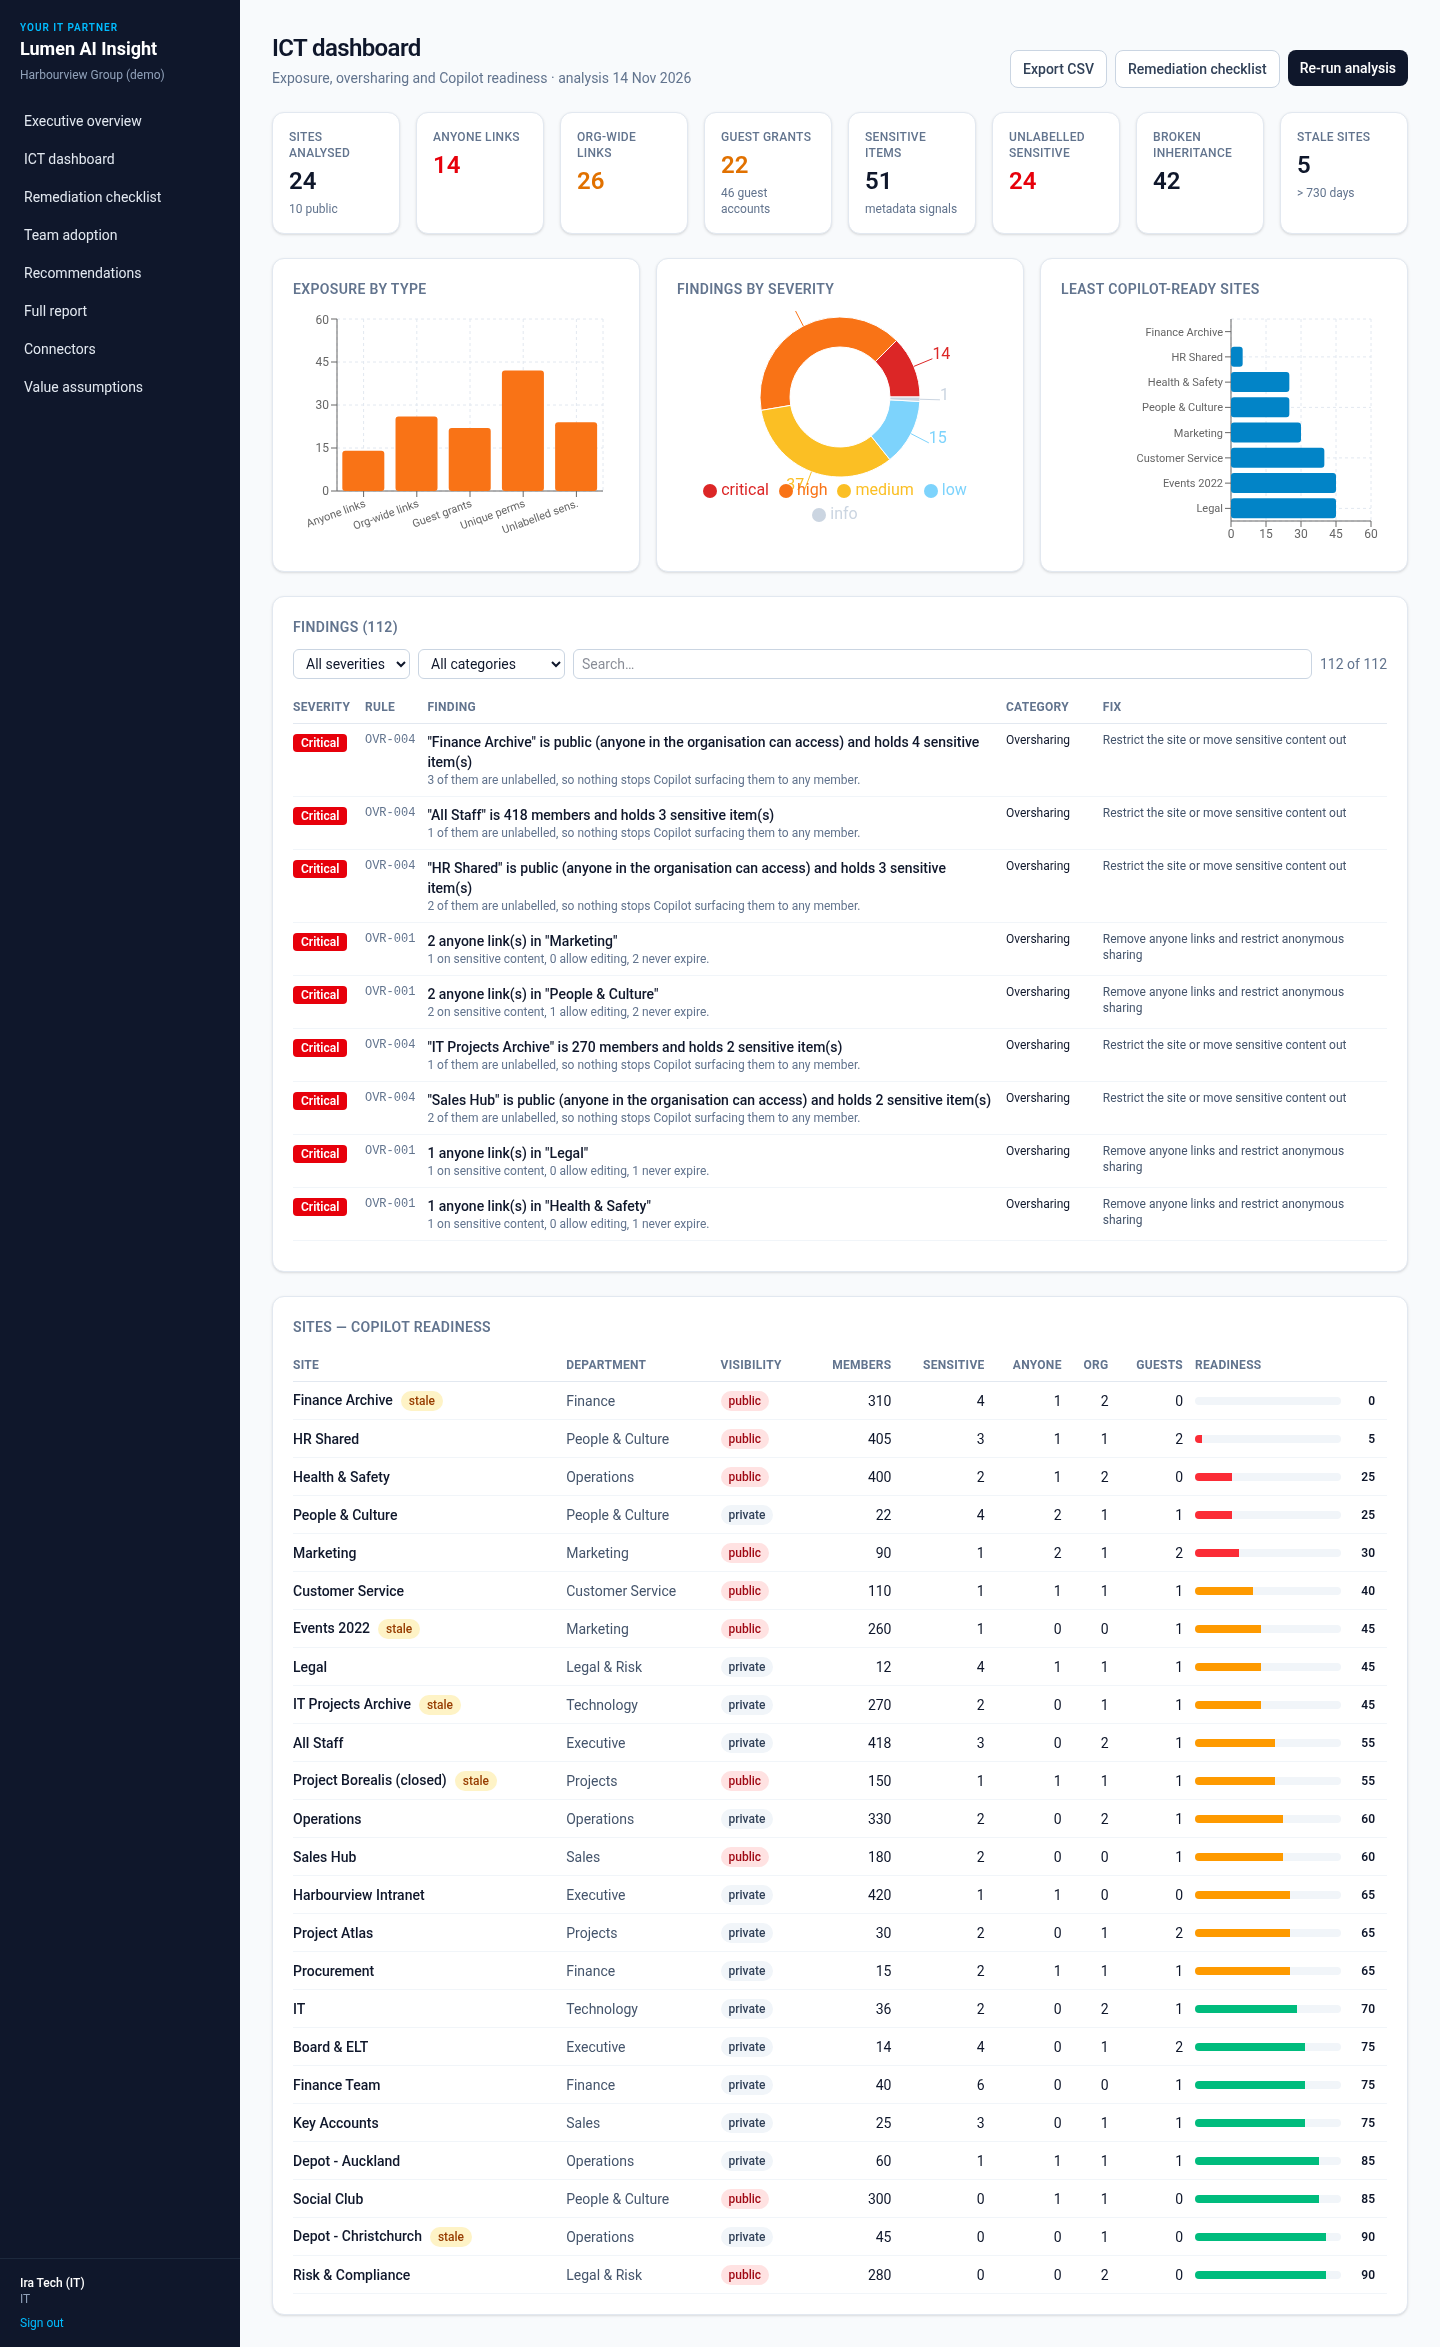 YOUR IT PARTNER
Lumen AI Insight
Harbourview Group (demo)
Executive overview
ICT dashboard
Remediation checklist
Team adoption
Recommendations
Full report
Connectors
Value assumptions
Ira Tech (IT)
IT
Sign out
ICT dashboard
Exposure, oversharing and Copilot readiness · analysis 14 Nov 2026
Export CSV
Remediation checklist
Re-run analysis
SITES ANALYSED
24
10 public
ANYONE LINKS
14
ORG-WIDE LINKS
26
GUEST GRANTS
22
46 guest accounts
SENSITIVE ITEMS
51
metadata signals
UNLABELLED SENSITIVE
24
BROKEN INHERITANCE
42
STALE SITES
5
> 730 days
EXPOSURE BY TYPE
60
45
30
15
0
Anyone links
Org-wide links
Guest grants
Unique perms
Unlabelled sens.
FINDINGS BY SEVERITY
14
1
15
37
critical high medium low
info
LEAST COPILOT-READY SITES
Finance Archive
HR Shared
Health & Safety
People & Culture
Marketing
Customer Service
Events 2022
Legal
0 15 30 45 60
FINDINGS (112)
All severities All categories Search... 112 of 112
SEVERITY RULE FINDING CATEGORY FIX
Critical OVR-004 "Finance Archive" is public (anyone in the organisation can access) and holds 4 sensitive Oversharing Restrict the site or move sensitive content out
item(s)
3 of them are unlabelled, so nothing stops Copilot surfacing them to any member.
Critical OVR-004 "All Staff" is 418 members and holds 3 sensitive item(s) Oversharing Restrict the site or move sensitive content out
1 of them are unlabelled, so nothing stops Copilot surfacing them to any member.
Critical OVR-004 "HR Shared" is public (anyone in the organisation can access) and holds 3 sensitive Oversharing Restrict the site or move sensitive content out
item(s)
2 of them are unlabelled, so nothing stops Copilot surfacing them to any member.
Critical OVR-001 2 anyone link(s) in "Marketing" Oversharing Remove anyone links and restrict anonymous
1 on sensitive content, 0 allow editing, 2 never expire. sharing
Critical OVR-001 2 anyone link(s) in "People & Culture" Oversharing Remove anyone links and restrict anonymous
2 on sensitive content, 1 allow editing, 2 never expire. sharing
Critical OVR-004 "IT Projects Archive" is 270 members and holds 2 sensitive item(s) Oversharing Restrict the site or move sensitive content out
1 of them are unlabelled, so nothing stops Copilot surfacing them to any member.
Critical OVR-004 "Sales Hub" is public (anyone in the organisation can access) and holds 2 sensitive item(s) Oversharing Restrict the site or move sensitive content out
2 of them are unlabelled, so nothing stops Copilot surfacing them to any member.
Critical OVR-001 1 anyone link(s) in "Legal" Oversharing Remove anyone links and restrict anonymous
1 on sensitive content, 0 allow editing, 1 never expire. sharing
Critical OVR-001 1 anyone link(s) in "Health & Safety" Oversharing Remove anyone links and restrict anonymous
1 on sensitive content, 0 allow editing, 1 never expire. sharing
SITES — COPILOT READINESS
SITE DEPARTMENT VISIBILITY MEMBERS SENSITIVE ANYONE ORG GUESTS READINESS
Finance Archive stale Finance public 310 4 1 2 0 0
HR Shared People & Culture public 405 3 1 1 2 5
Health & Safety Operations public 400 2 1 2 0 25
People & Culture People & Culture private 22 4 2 1 1 25
Marketing Marketing public 90 1 2 1 2 30
Customer Service Customer Service public 110 1 1 1 1 40
Events 2022 stale Marketing public 260 1 0 0 1 45
Legal Legal & Risk private 12 4 1 1 1 45
IT Projects Archive stale Technology private 270 2 0 1 1 45
All Staff Executive private 418 3 0 2 1 55
Project Borealis (closed) stale Projects public 150 1 1 1 1 55
Operations Operations private 330 2 0 2 1 60
Sales Hub Sales public 180 2 0 0 1 60
Harbourview Intranet Executive private 420 1 1 0 0 65
Project Atlas Projects private 30 2 0 1 2 65
Procurement Finance private 15 2 1 1 1 65
IT Technology private 36 2 0 2 1 70
Board & ELT Executive private 14 4 0 1 2 75
Finance Team Finance private 40 6 0 0 1 75
Key Accounts Sales private 25 3 0 1 1 75
Depot - Auckland Operations private 60 1 1 1 1 85
Social Club People & Culture public 300 0 1 1 0 85
Depot - Christchurch stale Operations private 45 0 0 1 0 90
Risk & Compliance Legal & Risk public 280 0 0 2 0 90